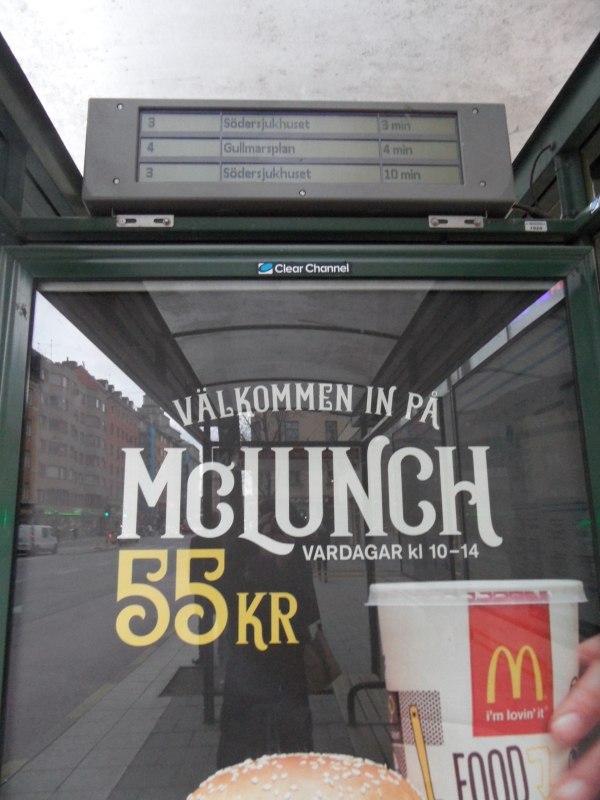 3 Södersjukhuset 3 min
4 Gullmarsplan 4 min
3 Södersjukhuset 10 min
1924
Clear Channel
VÄLKOMMEN IN PÅ
McLUNCH
VARDAGAR kl 10–14
55 KR
i'm lovin' it
FOOD